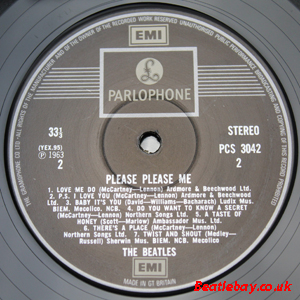 EMI
PARLOPHONE
33⅓
STEREO
(YEX.95)
PCS 3042
℗ 1963
2
2
PLEASE PLEASE ME
1. LOVE ME DO (McCartney—Lennon) Ardmore & Beechwood Ltd.
2. P.S. I LOVE YOU (McCartney—Lennon) Ardmore & Beechwood
Ltd. 3. BABY IT'S YOU (David—Williams—Bacharach) Ludix Mus.
BIEM. Mecolico, NCB. 4. DO YOU WANT TO KNOW A SECRET
(McCartney—Lennon) Northern Songs Ltd. 5. A TASTE OF
HONEY (Scott—Marlow) Ambassador Mus. Ltd.
6. THERE'S A PLACE (McCartney—Lennon)
Northern Songs Ltd. 7. TWIST AND SHOUT (Medley—
Russell) Sherwin Mus. BIEM. NCB. Mecolico
THE BEATLES
EMI
MADE IN GT BRITAIN
Beatlebay.co.uk